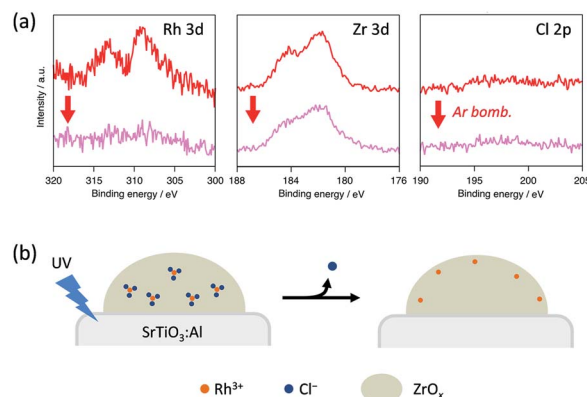 (a)
Rh 3d
Zr 3d
Cl 2p
Intensity / a.u.
Ar bomb.
320 315 310 305 300
188 184 180 176
190 195 200 205
Binding energy / eV
Binding energy / eV
Binding energy / eV
(b)
UV
SrTiO₃:Al
Rh³⁺
Cl⁻
ZrOₓ